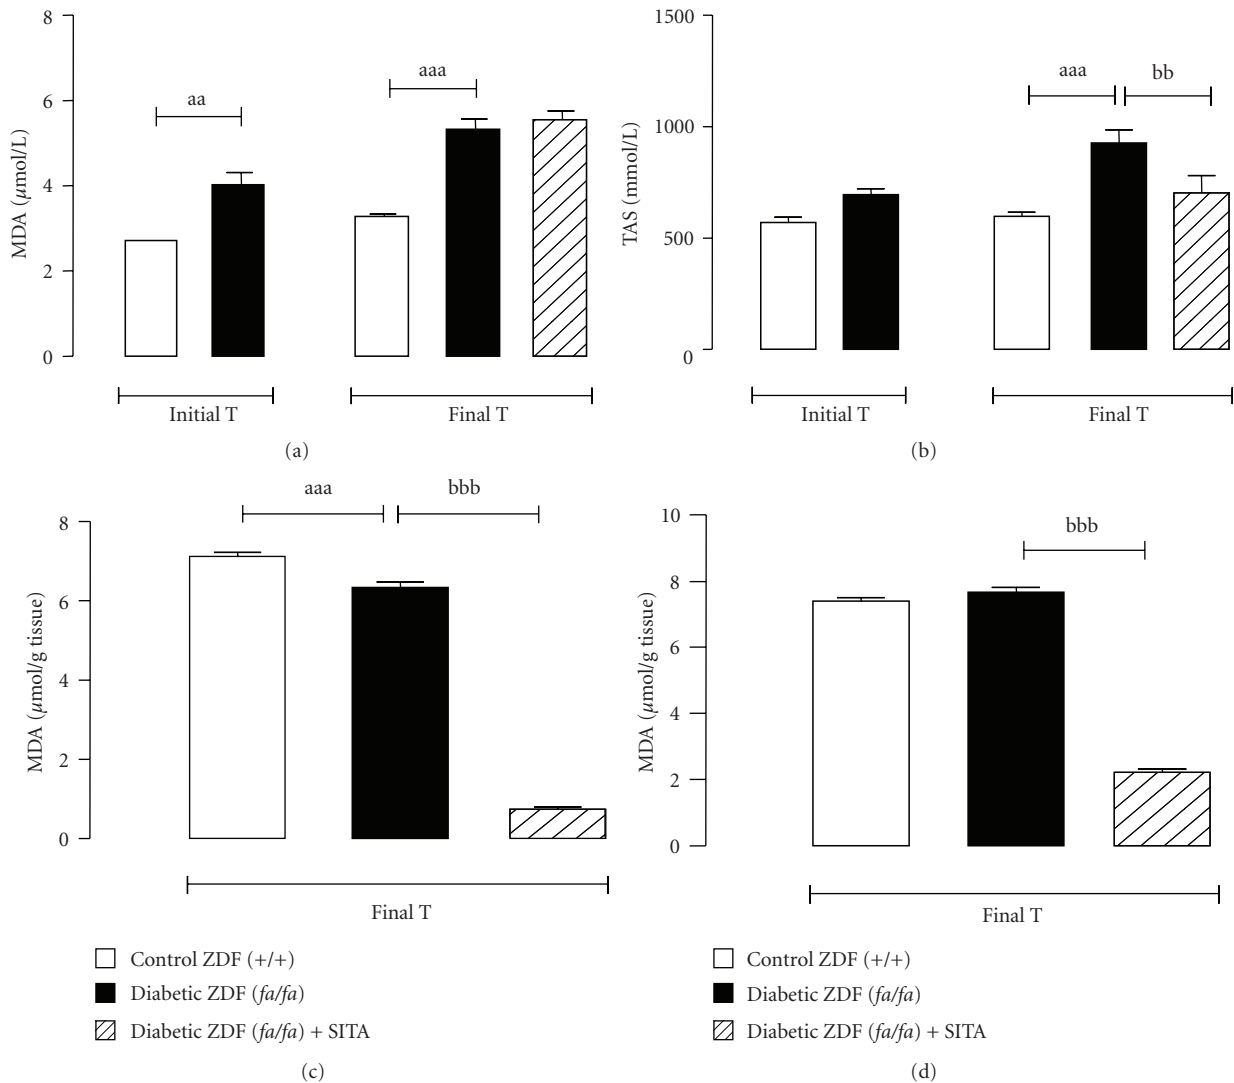 8
6
4
2
0
MDA (μmol/L)
aa
aaa
Initial T
Final T
(a)
1500
1000
500
0
TAS (mmol/L)
aaa
bb
Initial T
Final T
(b)
8
6
4
2
0
MDA (μmol/g tissue)
aaa
bbb
Final T
Control ZDF (+/+)
Diabetic ZDF (fa/fa)
Diabetic ZDF (fa/fa) + SITA
(c)
10
8
6
4
2
0
MDA (μmol/g tissue)
bbb
Final T
Control ZDF (+/+)
Diabetic ZDF (fa/fa)
Diabetic ZDF (fa/fa) + SITA
(d)